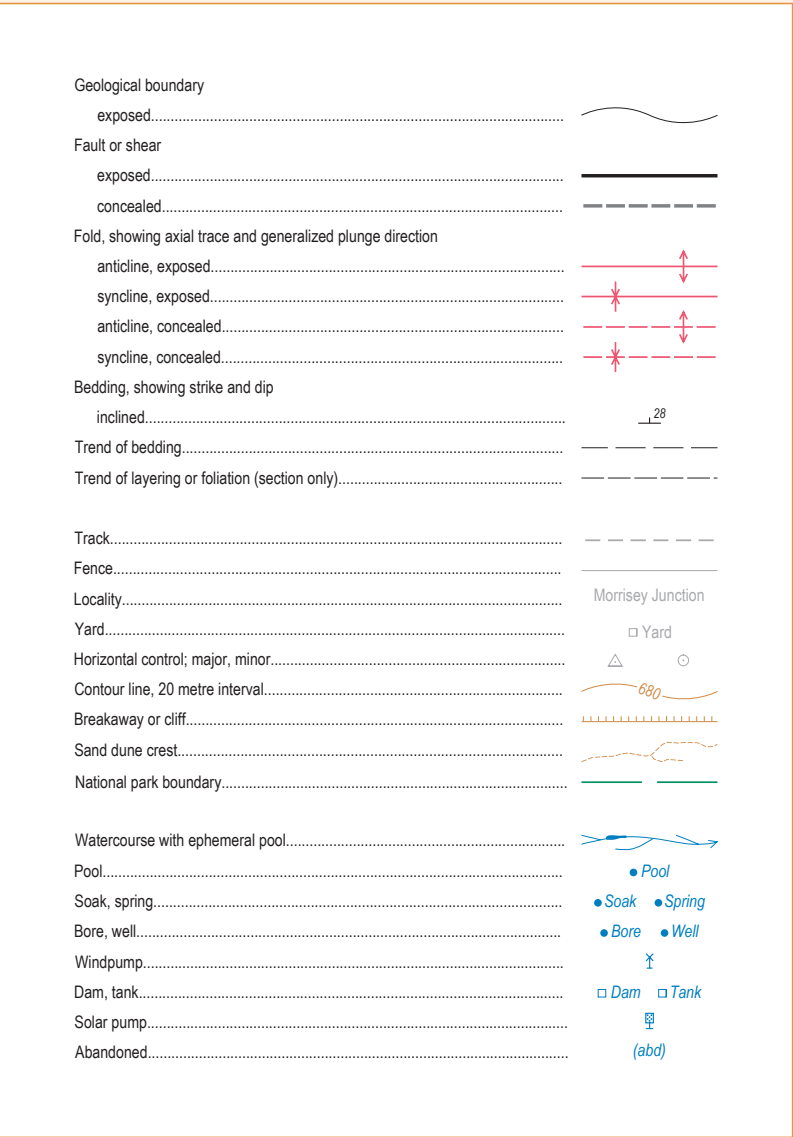 Geological boundary
exposed............................................................................................................
Fault or shear
exposed............................................................................................................
concealed.........................................................................................................
Fold, showing axial trace and generalized plunge direction
anticline, exposed.............................................................................................
syncline, exposed.............................................................................................
anticline, concealed..........................................................................................
syncline, concealed..........................................................................................
Bedding, showing strike and dip
inclined............................................................................................................. 28
Trend of bedding....................................................................................................
Trend of layering or foliation (section only).........................................................
Track......................................................................................................................
Fence.....................................................................................................................
Locality................................................................................................................... Morrisey Junction
Yard........................................................................................................................ Yard
Horizontal control; major, minor............................................................................
Contour line, 20 metre interval.............................................................................. 680
Breakaway or cliff...................................................................................................
Sand dune crest.....................................................................................................
National park boundary..........................................................................................
Watercourse with ephemeral pool.........................................................................
Pool........................................................................................................................ Pool
Soak, spring........................................................................................................... Soak Spring
Bore, well............................................................................................................... Bore Well
Windpump..............................................................................................................
Dam, tank............................................................................................................... Dam Tank
Solar pump.............................................................................................................
Abandoned............................................................................................................. (abd)